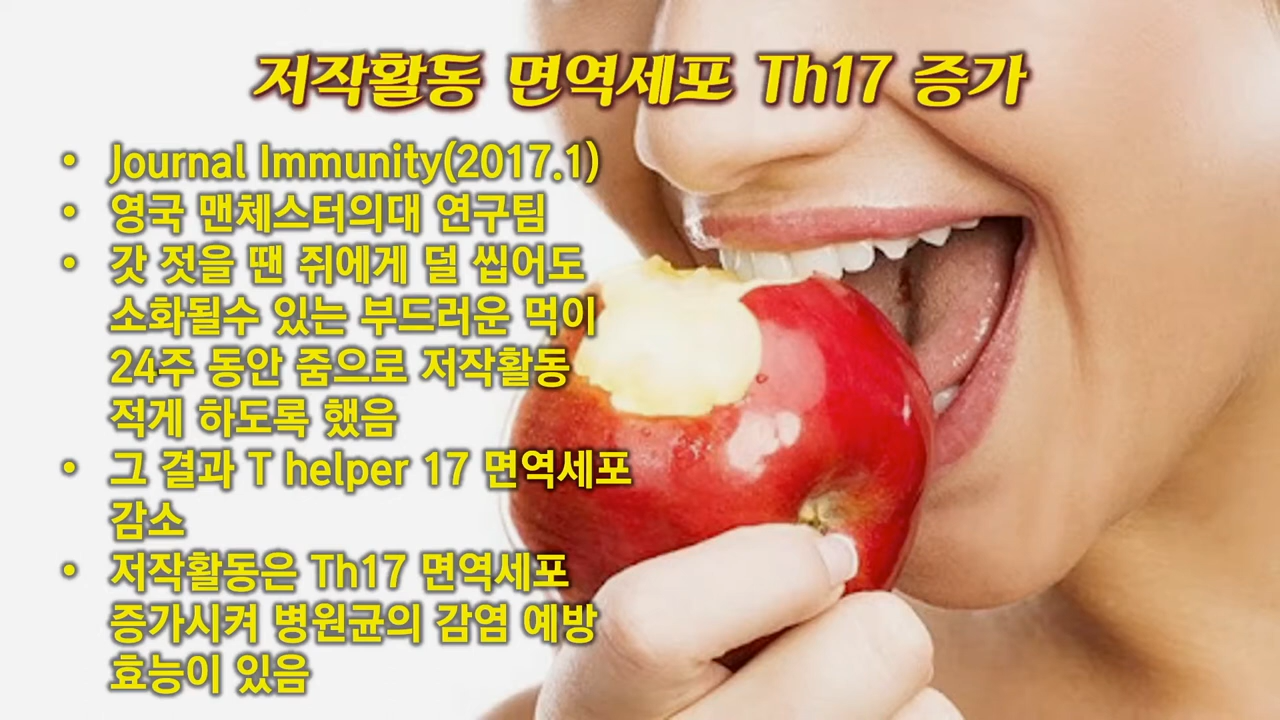 저작활동 면역세포 Th17 증가
• Journal Immunity(2017.1)
• 영국 맨체스터의대 연구팀
• 갓 젓을 땐 쥐에게 덜 씹어도
소화될수 있는 부드러운 먹이
24주 동안 줌으로 저작활동
적게 하도록 했음
• 그 결과 T helper 17 면역세포
감소
• 저작활동은 Th17 면역세포
증가시켜 병원균의 감염 예방
효능이 있음